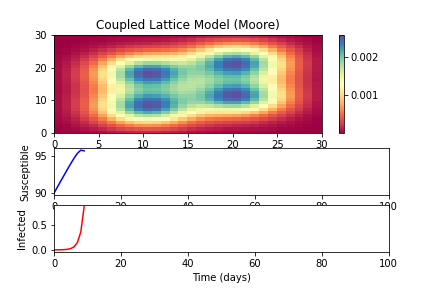 Coupled Lattice Model (Moore)
30
20
10
0
0 5 10 15 20 25 30
0.002
0.001
Susceptible
95
90
0 20 40 60 80 100
Infected
0.5
0.0
0 20 40 60 80 100
Time (days)